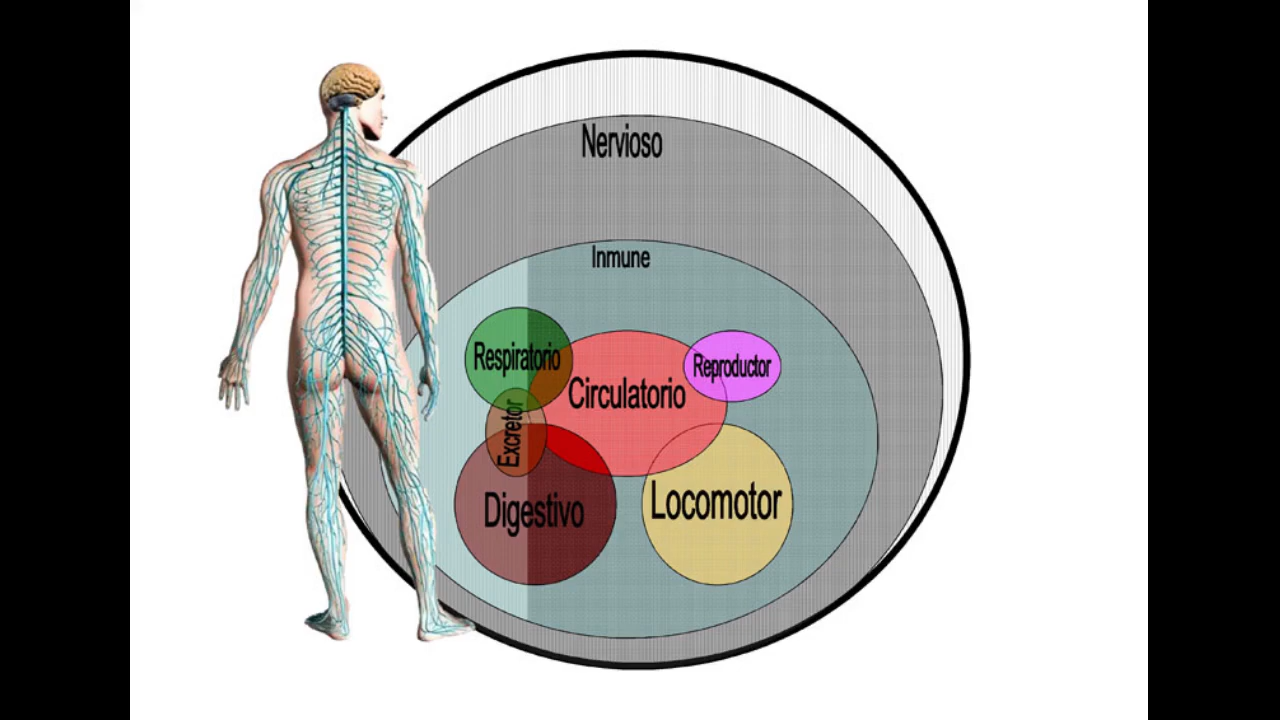 Nervioso
Inmune
Respiratorio
Reproductor
Circulatorio
Excretor
Digestivo
Locomotor